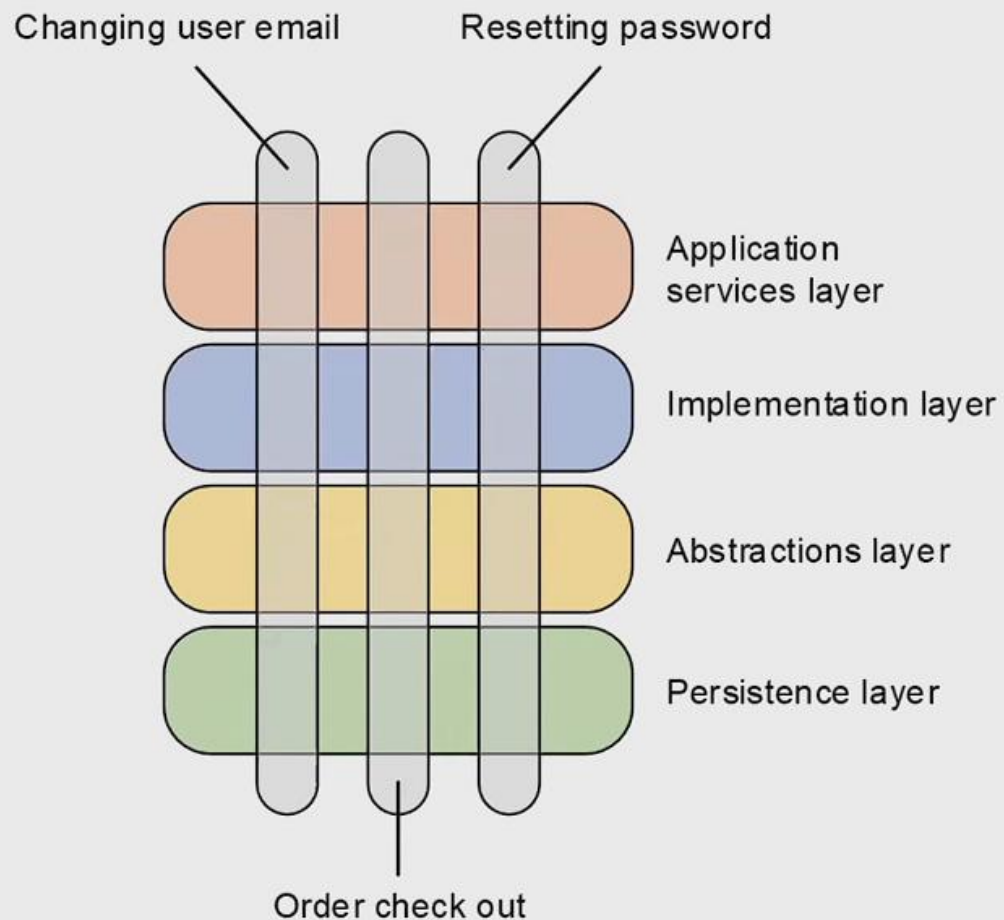 Changing user email
Resetting password
Application
services layer
Implementation layer
Abstractions layer
Persistence layer
Order check out